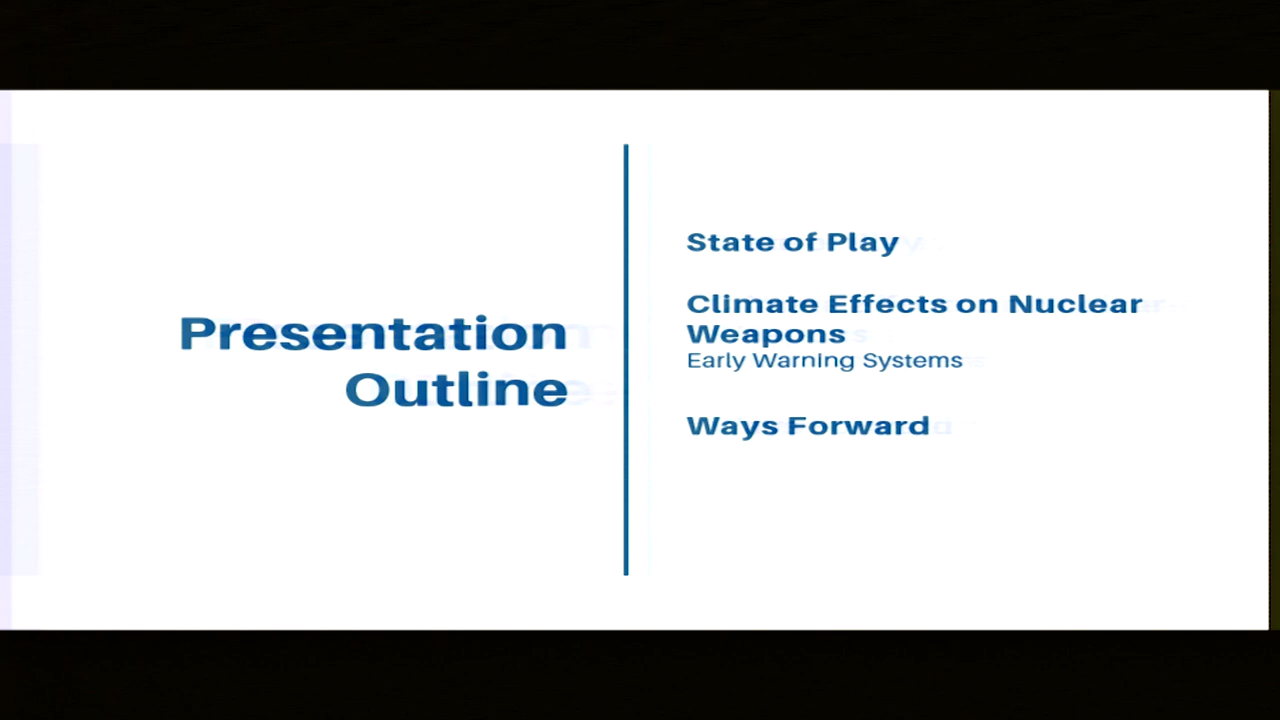 Presentation
Outline
State of Play
Climate Effects on Nuclear
Weapons
Early Warning Systems
Ways Forward